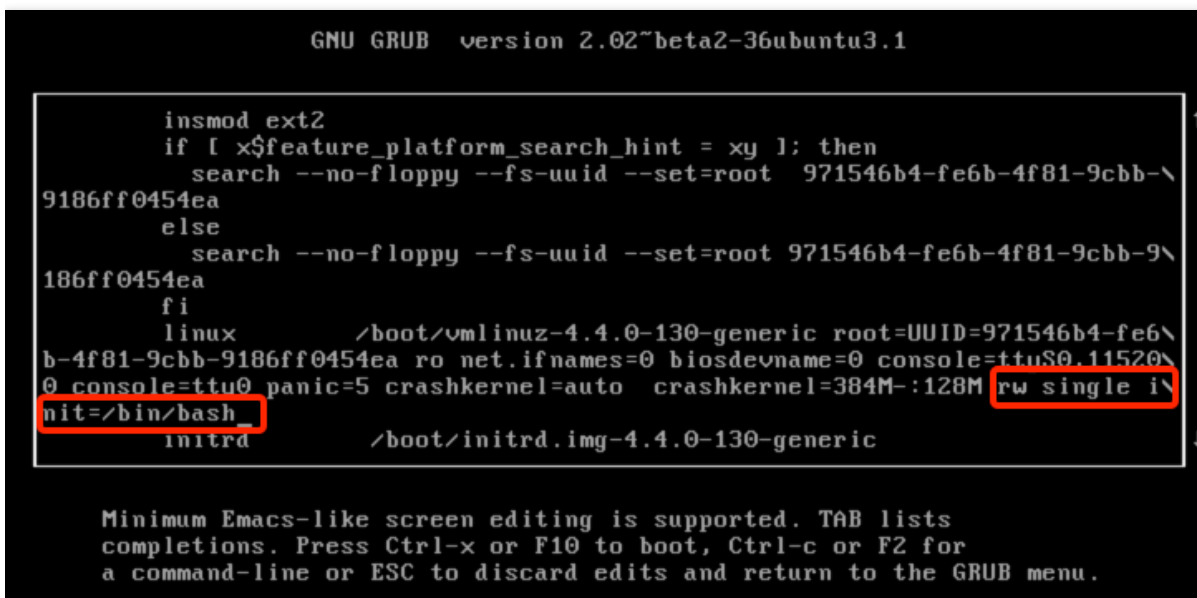 GNU GRUB version 2.02~beta2-36ubuntu3.1
insmod ext2
if [ x$feature_platform_search_hint = xy ]; then
search --no-floppy --fs-uuid --set=root 971546b4-fe6b-4f81-9cbb-\
9186ff0454ea
else
search --no-floppy --fs-uuid --set=root 971546b4-fe6b-4f81-9cbb-9\
186ff0454ea
fi
linux /boot/vmlinuz-4.4.0-130-generic root=UUID=971546b4-fe6\
b-4f81-9cbb-9186ff0454ea ro net.ifnames=0 biosdevname=0 console=ttyS0,11520\
0 console=tty0 panic=5 crashkernel=auto crashkernel=384M-:128M rw single i\
nit=/bin/bash_
initrd /boot/initrd.img-4.4.0-130-generic
Minimum Emacs-like screen editing is supported. TAB lists
completions. Press Ctrl-x or F10 to boot, Ctrl-c or F2 for
a command-line or ESC to discard edits and return to the GRUB menu.